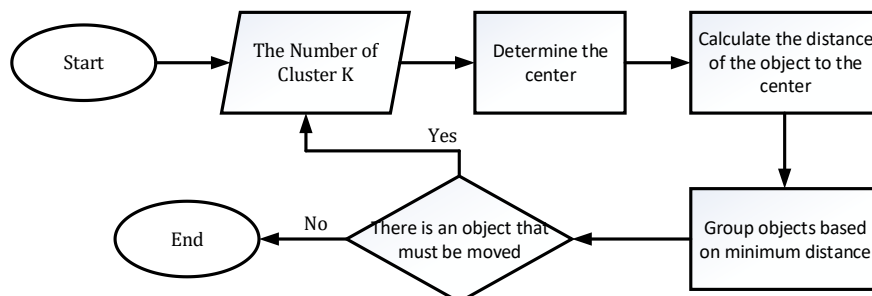 Start
The Number of
Cluster K
Determine the
center
Calculate the distance
of the object to the
center
Yes
No
End
There is an object that
must be moved
Group objects based
on minimum distance